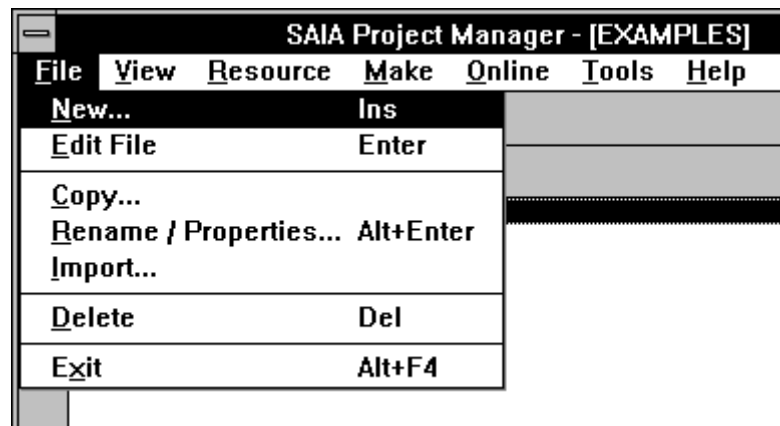 SAIA Project Manager - [EXAMPLES]
File View Resource Make Online Tools Help
New... Ins
Edit File Enter
Copy...
Rename / Properties... Alt+Enter
Import...
Delete Del
Exit Alt+F4